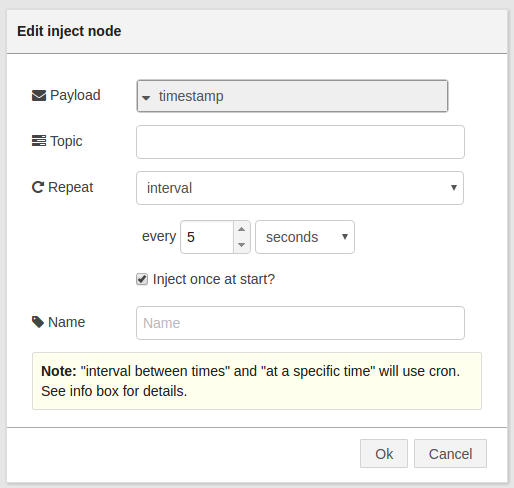 Edit inject node
Payload
timestamp
Topic
Repeat
interval
every 5 seconds
Inject once at start?
Name
Name
Note: "interval between times" and "at a specific time" will use cron.
See info box for details.
Ok Cancel